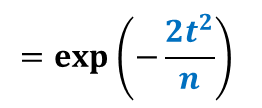 = exp(−2t²/n)